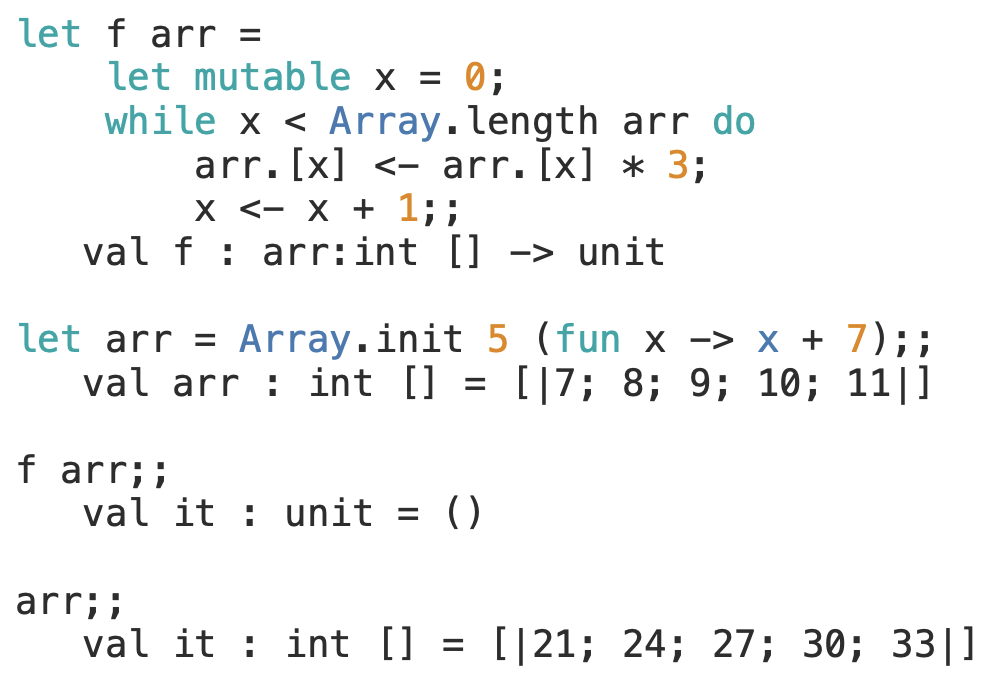 let f arr =
    let mutable x = 0;
    while x < Array.length arr do
        arr.[x] <- arr.[x] * 3;
        x <- x + 1;;
   val f : arr:int [] -> unit

let arr = Array.init 5 (fun x -> x + 7);;
   val arr : int [] = [|7; 8; 9; 10; 11|]

f arr;;
   val it : unit = ()

arr;;
   val it : int [] = [|21; 24; 27; 30; 33|]